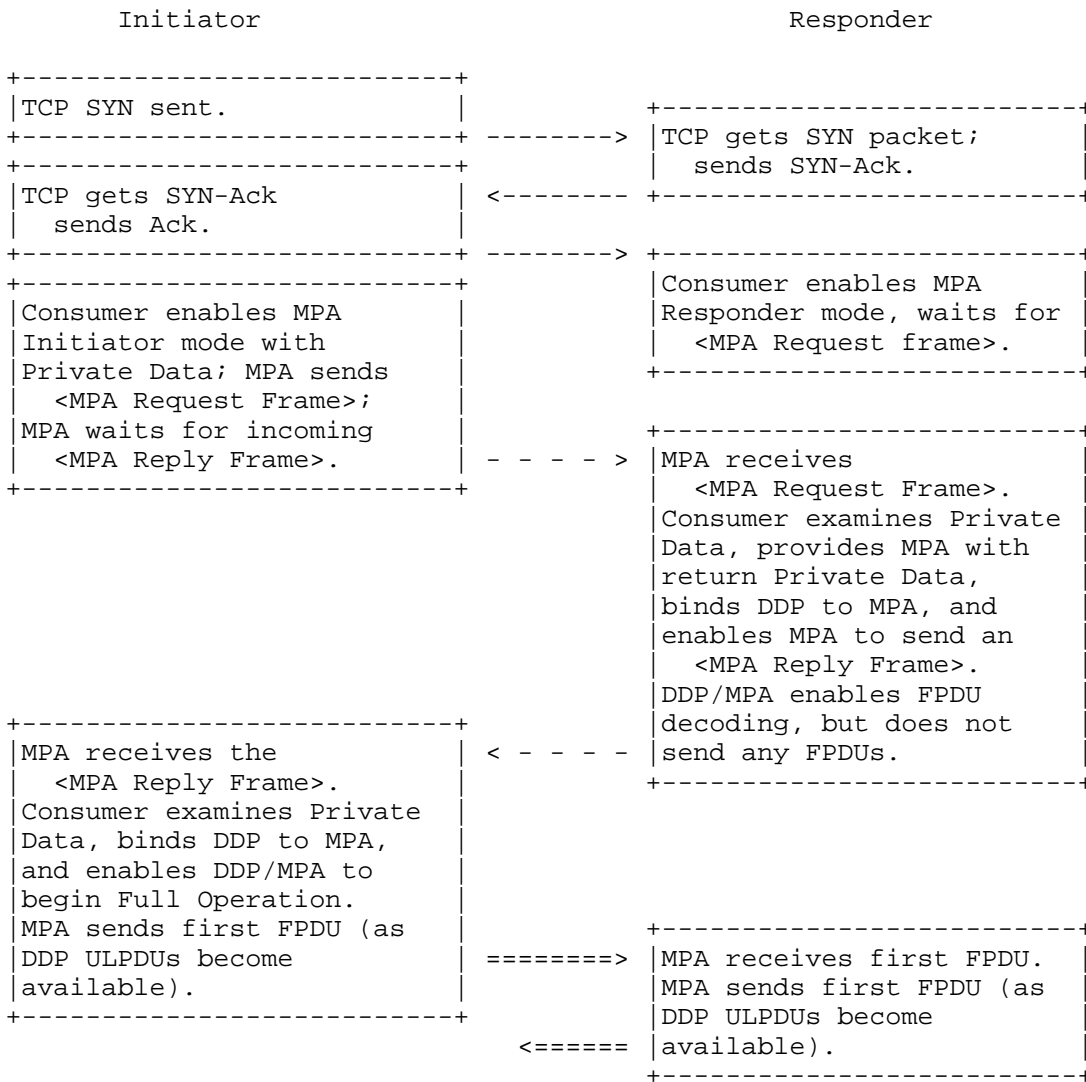 Initiator Responder
TCP SYN sent.
TCP gets SYN packet;
sends SYN-Ack.
TCP gets SYN-Ack
sends Ack.
Consumer enables MPA
Responder mode, waits for
<MPA Request frame>.
Consumer enables MPA
Initiator mode with
Private Data; MPA sends
<MPA Request Frame>;
MPA waits for incoming
<MPA Reply Frame>.
MPA receives
<MPA Request Frame>.
Consumer examines Private
Data, provides MPA with
return Private Data,
binds DDP to MPA, and
enables MPA to send an
<MPA Reply Frame>.
DDP/MPA enables FPDU
decoding, but does not
send any FPDUs.
MPA receives the
<MPA Reply Frame>.
Consumer examines Private
Data, binds DDP to MPA,
and enables DDP/MPA to
begin Full Operation.
MPA sends first FPDU (as
DDP ULPDUs become
available).
MPA receives first FPDU.
MPA sends first FPDU (as
DDP ULPDUs become
available).